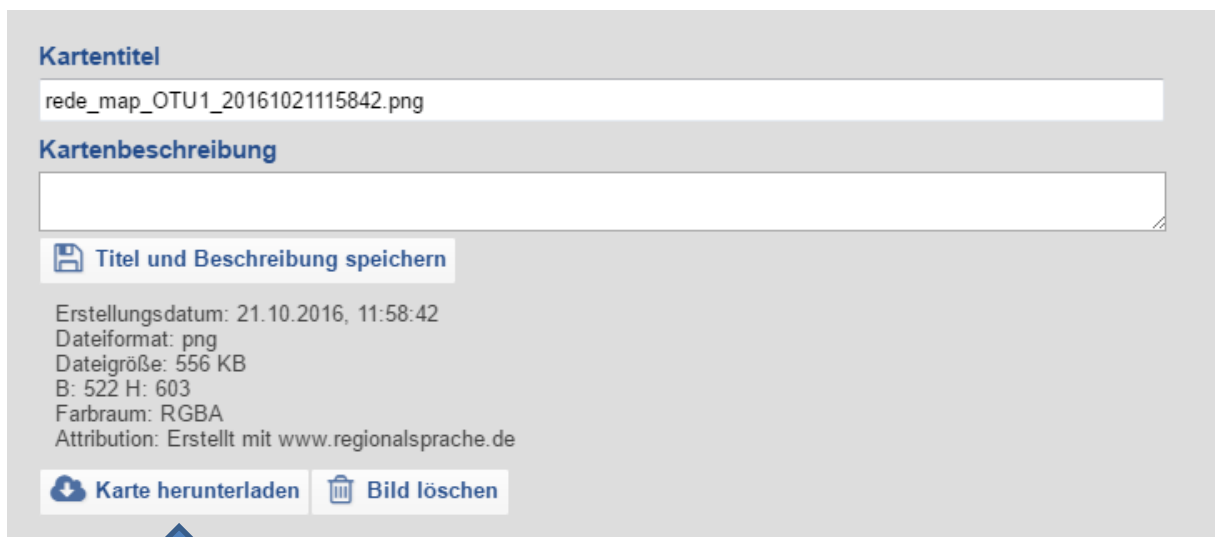 Kartentitel
rede_map_OTU1_20161021115842.png
Kartenbeschreibung
Titel und Beschreibung speichern
Erstellungsdatum: 21.10.2016, 11:58:42
Dateiformat: png
Dateigröße: 556 KB
B: 522 H: 603
Farbraum: RGBA
Attribution: Erstellt mit www.regionalsprache.de
Karte herunterladen Bild löschen